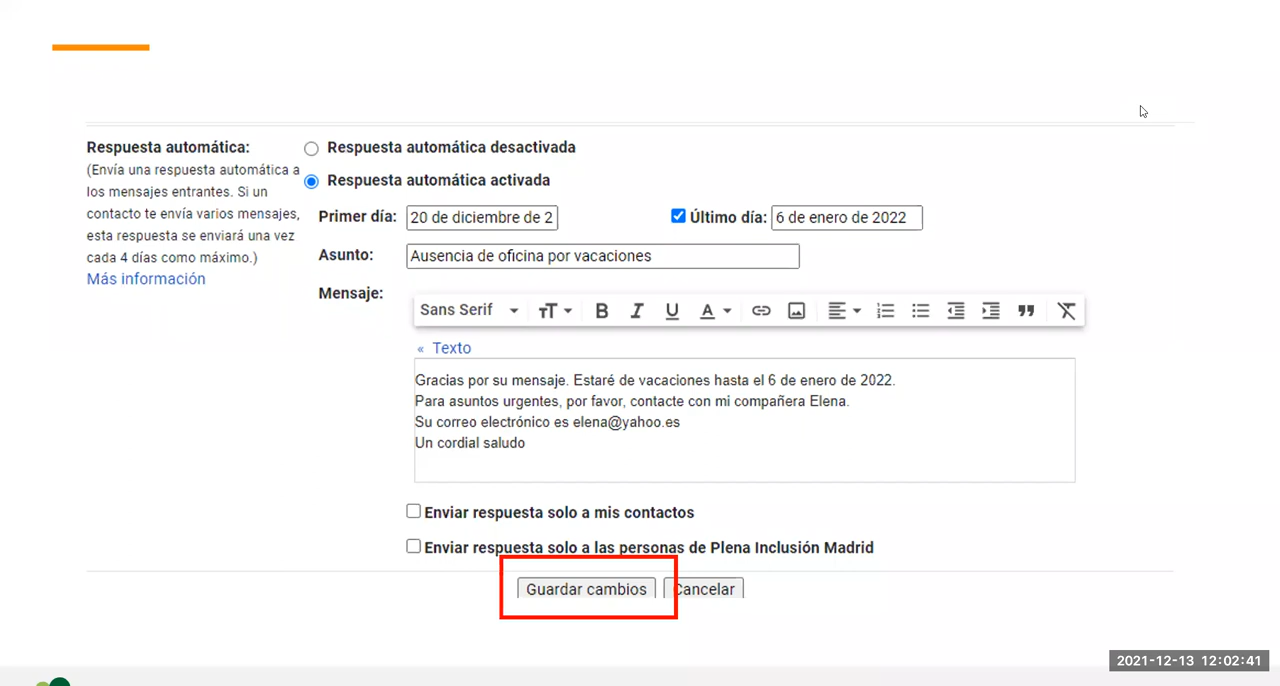 Respuesta automática:
(Envía una respuesta automática a
los mensajes entrantes. Si un
contacto te envía varios mensajes,
esta respuesta se enviará una vez
cada 4 días como máximo.)
Más información
Respuesta automática desactivada
Respuesta automática activada
Primer día: 20 de diciembre de 2 Último día: 6 de enero de 2022
Asunto: Ausencia de oficina por vacaciones
Mensaje:
Sans Serif
« Texto
Gracias por su mensaje. Estaré de vacaciones hasta el 6 de enero de 2022.
Para asuntos urgentes, por favor, contacte con mi compañera Elena.
Su correo electrónico es elena@yahoo.es
Un cordial saludo
Enviar respuesta solo a mis contactos
Enviar respuesta solo a las personas de Plena Inclusión Madrid
Guardar cambios Cancelar
2021-12-13 12:02:41